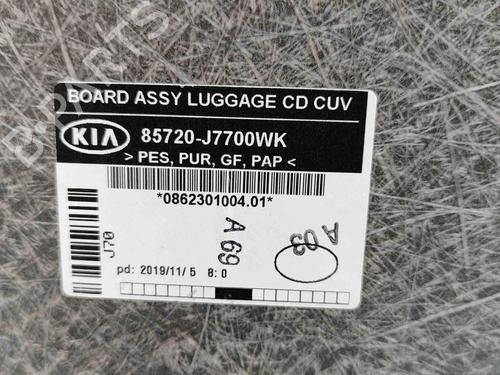 BOARD ASSY LUGGAGE CD CUV
KIA
85720-J7700WK
> PES, PUR, GF, PAP <
*0862301004.01*
J70
A 69
A 03
pd: 2019/11/ 5 8:0
B-PARTS